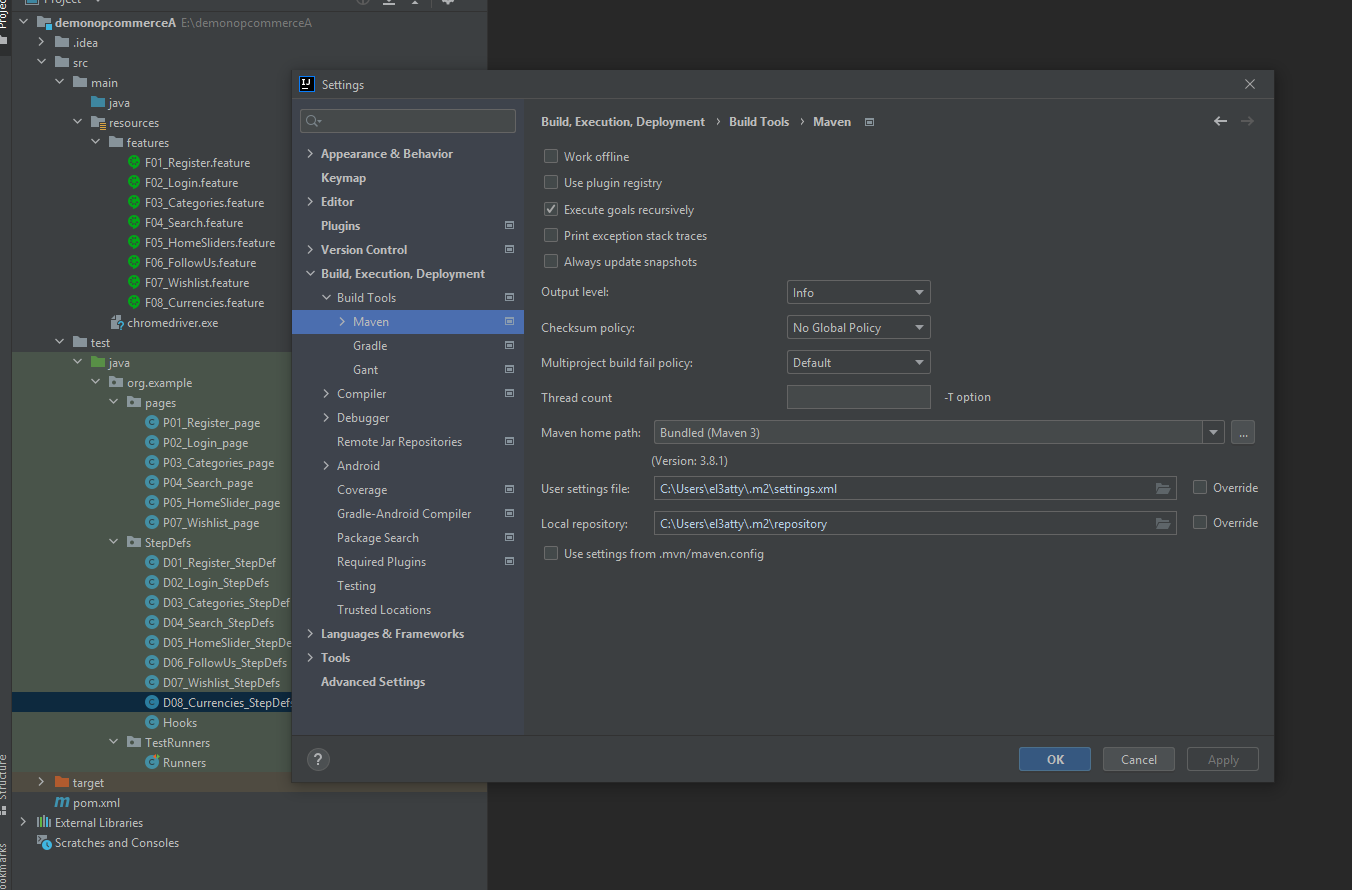 Project
demonopcommerceA E:\demonopcommerceA
.idea
src
main
java
resources
features
F01_Register.feature
F02_Login.feature
F03_Categories.feature
F04_Search.feature
F05_HomeSliders.feature
F06_FollowUs.feature
F07_Wishlist.feature
F08_Currencies.feature
chromedriver.exe
test
java
org.example
pages
P01_Register_page
P02_Login_page
P03_Categories_page
P04_Search_page
P05_HomeSlider_page
P07_Wishlist_page
StepDefs
D01_Register_StepDef
D02_Login_StepDefs
D03_Categories_StepDef
D04_Search_StepDefs
D05_HomeSlider_StepDe
D06_FollowUs_StepDefs
D07_Wishlist_StepDefs
D08_Currencies_StepDefs
Hooks
TestRunners
Runners
target
pom.xml
External Libraries
Scratches and Consoles
Structure
Settings
Appearance & Behavior
Keymap
Editor
Plugins
Version Control
Build, Execution, Deployment
Build Tools
Maven
Gradle
Gant
Compiler
Debugger
Remote Jar Repositories
Android
Coverage
Gradle-Android Compiler
Package Search
Required Plugins
Testing
Trusted Locations
Languages & Frameworks
Tools
Advanced Settings
Build, Execution, Deployment › Build Tools › Maven
Work offline
Use plugin registry
Execute goals recursively
Print exception stack traces
Always update snapshots
Output level: Info
Checksum policy: No Global Policy
Multiproject build fail policy: Default
Thread count -T option
Maven home path: Bundled (Maven 3) ...
(Version: 3.8.1)
User settings file: C:\Users\el3atty\.m2\settings.xml Override
Local repository: C:\Users\el3atty\.m2\repository Override
Use settings from .mvn/maven.config
? OK Cancel Apply